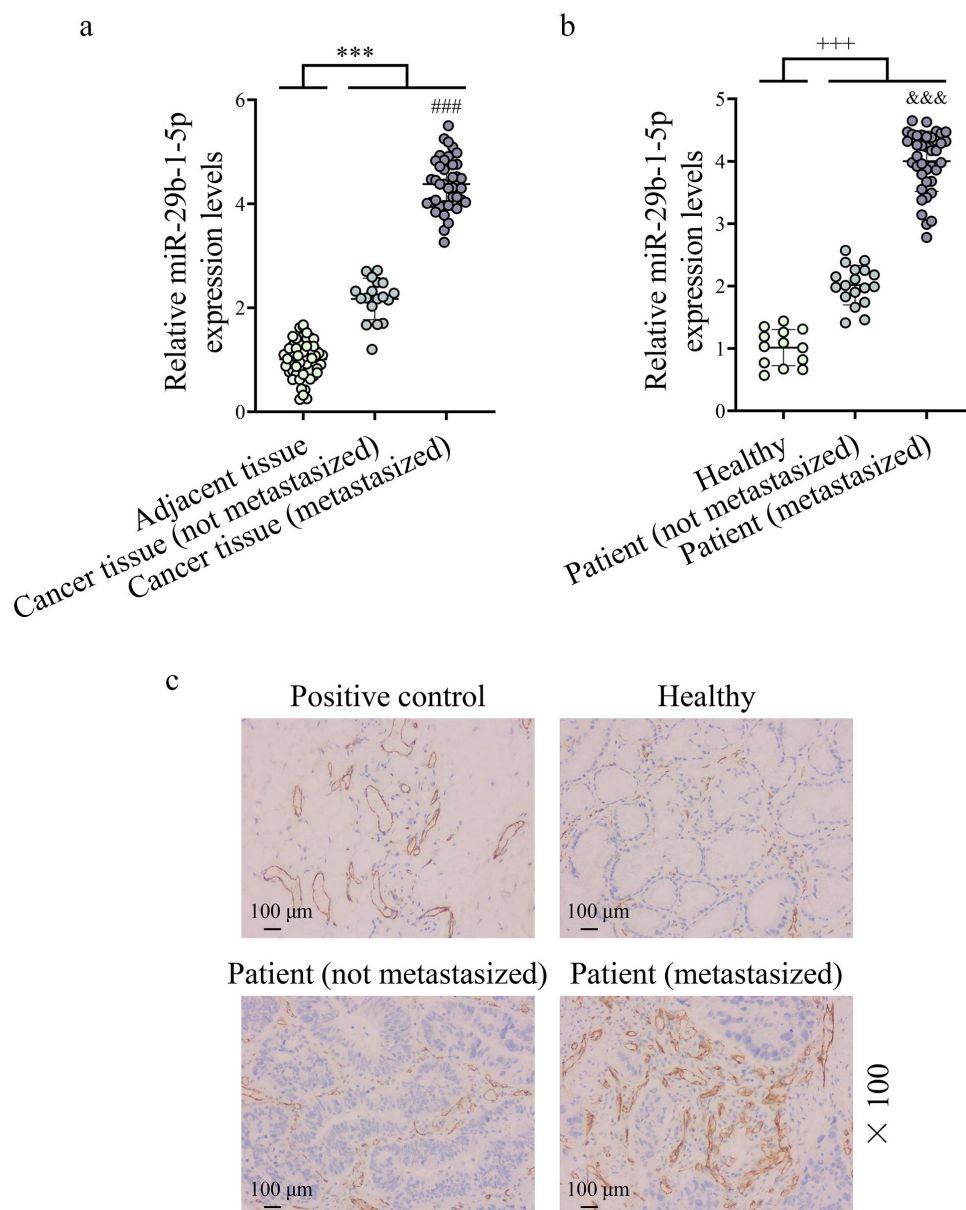 a
***
###
Relative miR-29b-1-5p
expression levels
6
4
2
0
Adjacent tissue
Cancer tissue (not metastasized)
Cancer tissue (metastasized)
b
+++
&&&
Relative miR-29b-1-5p
expression levels
5
4
3
2
1
0
Healthy
Patient (not metastasized)
Patient (metastasized)
c
Positive control
Healthy
100 μm
100 μm
Patient (not metastasized)
Patient (metastasized)
100 μm
100 μm
× 100